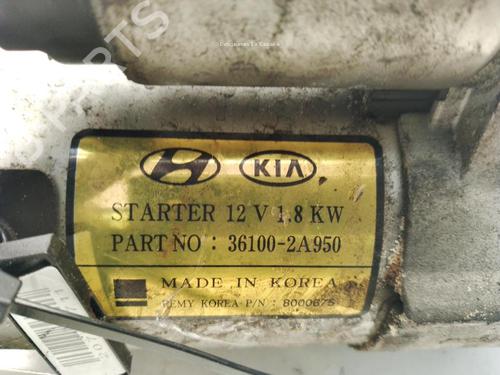 KIA
STARTER 12 V 1.8 KW
PART NO : 36100-2A950
MADE IN KOREA
REMY KOREA P/N : 8000675